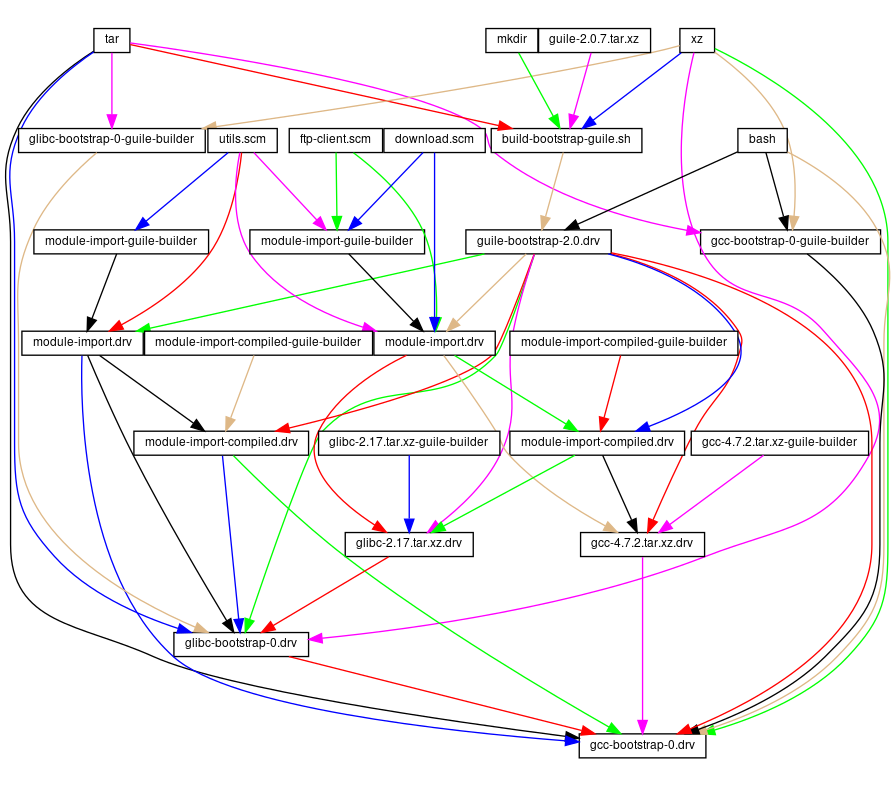 tar
mkdir
guile-2.0.7.tar.xz
xz
glibc-bootstrap-0-guile-builder
utils.scm
ftp-client.scm
download.scm
build-bootstrap-guile.sh
bash
module-import-guile-builder
module-import-guile-builder
guile-bootstrap-2.0.drv
gcc-bootstrap-0-guile-builder
module-import.drv
module-import-compiled-guile-builder
module-import.drv
module-import-compiled-guile-builder
module-import-compiled.drv
glibc-2.17.tar.xz-guile-builder
module-import-compiled.drv
gcc-4.7.2.tar.xz-guile-builder
glibc-2.17.tar.xz.drv
gcc-4.7.2.tar.xz.drv
glibc-bootstrap-0.drv
gcc-bootstrap-0.drv